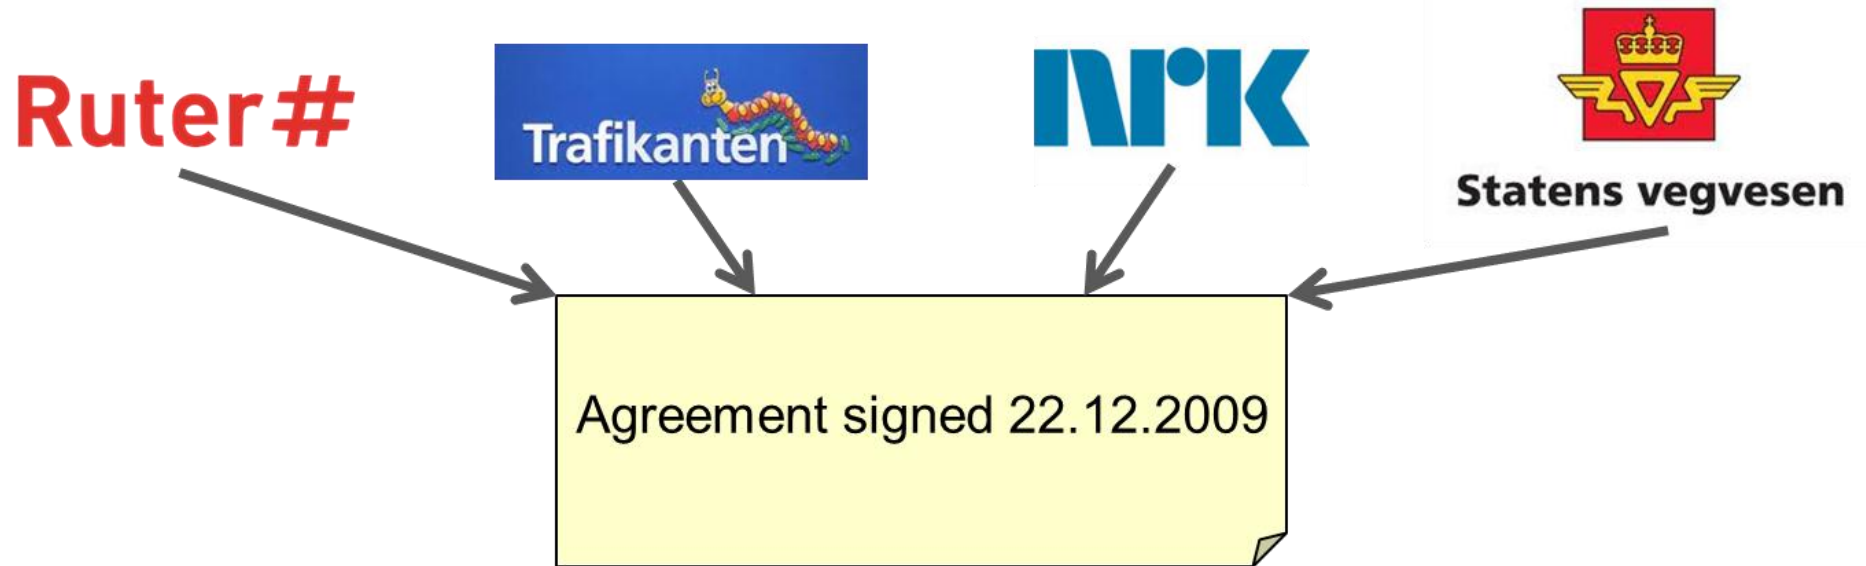 Ruter#
Trafikanten
nrk
Statens vegvesen
Agreement signed 22.12.2009